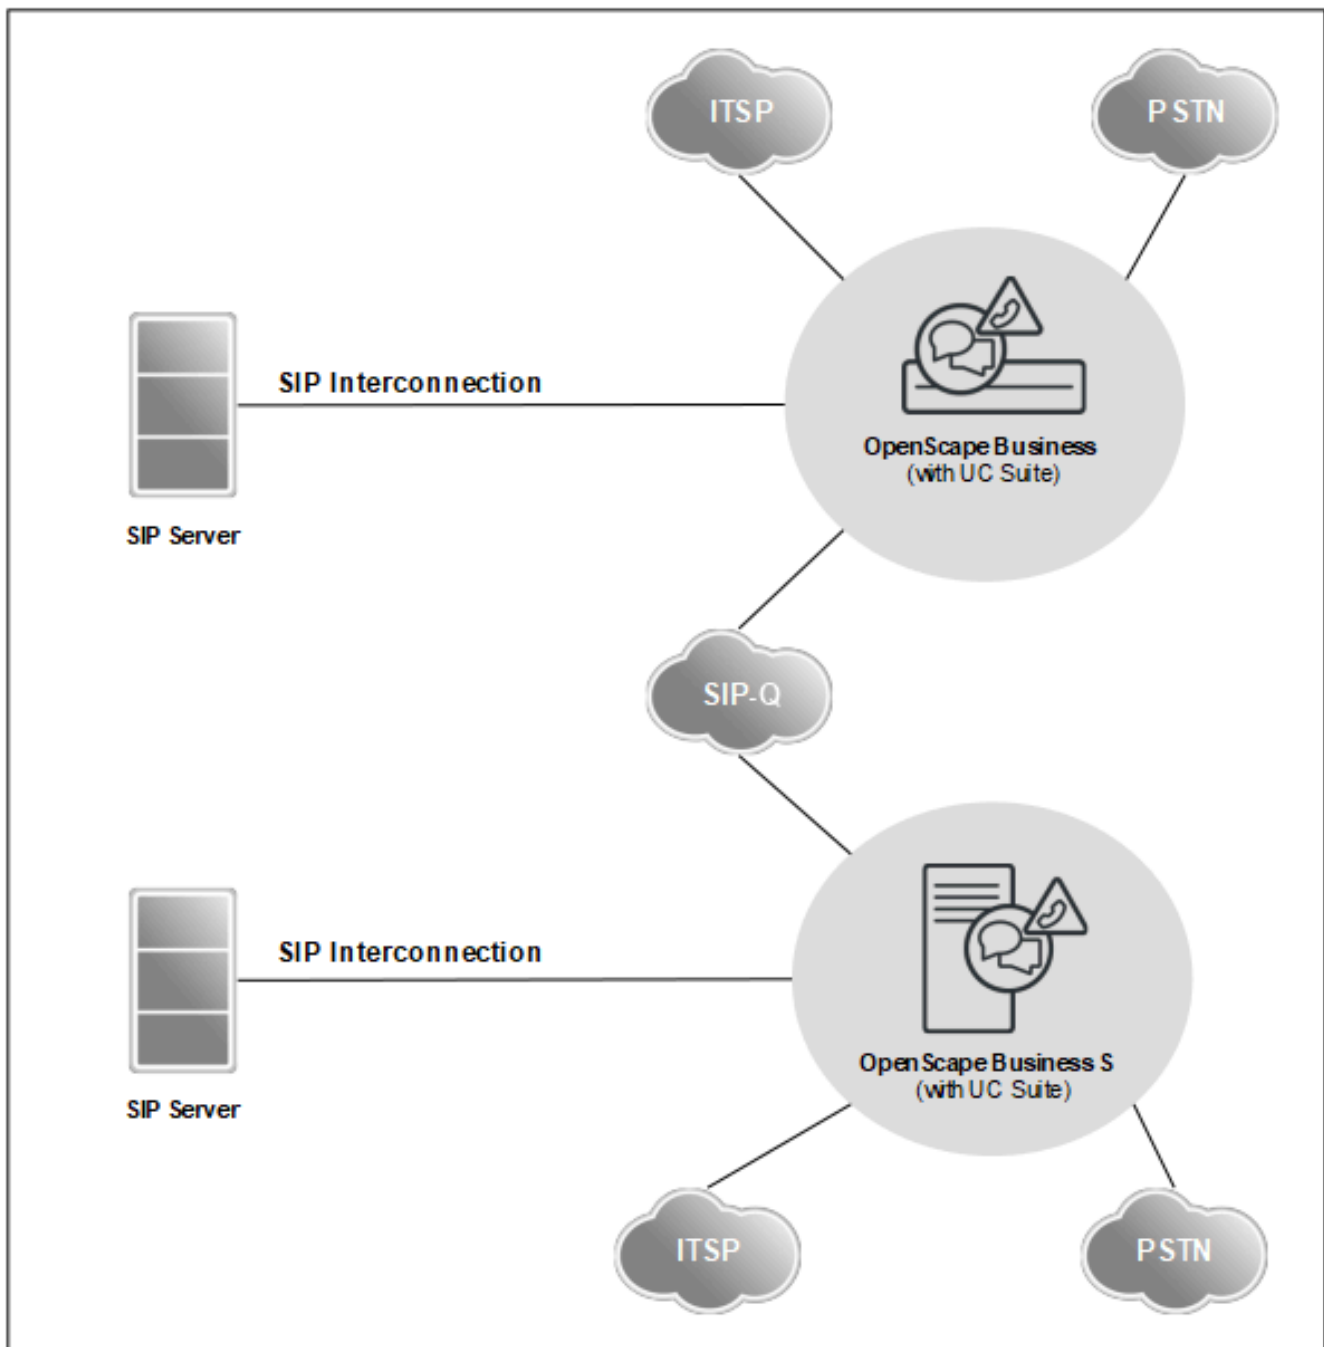 ITSP
PSTN
SIP Interconnection
OpenScape Business
(with UC Suite)
SIP Server
SIP-Q
SIP Interconnection
OpenScape Business S
(with UC Suite)
SIP Server
ITSP
PSTN